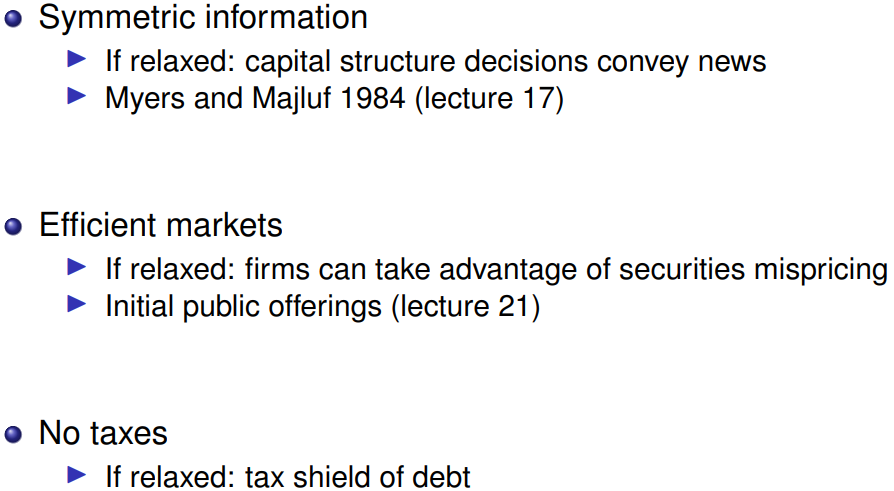 Symmetric information
If relaxed: capital structure decisions convey news
Myers and Majluf 1984 (lecture 17)
Efficient markets
If relaxed: firms can take advantage of securities mispricing
Initial public offerings (lecture 21)
No taxes
If relaxed: tax shield of debt